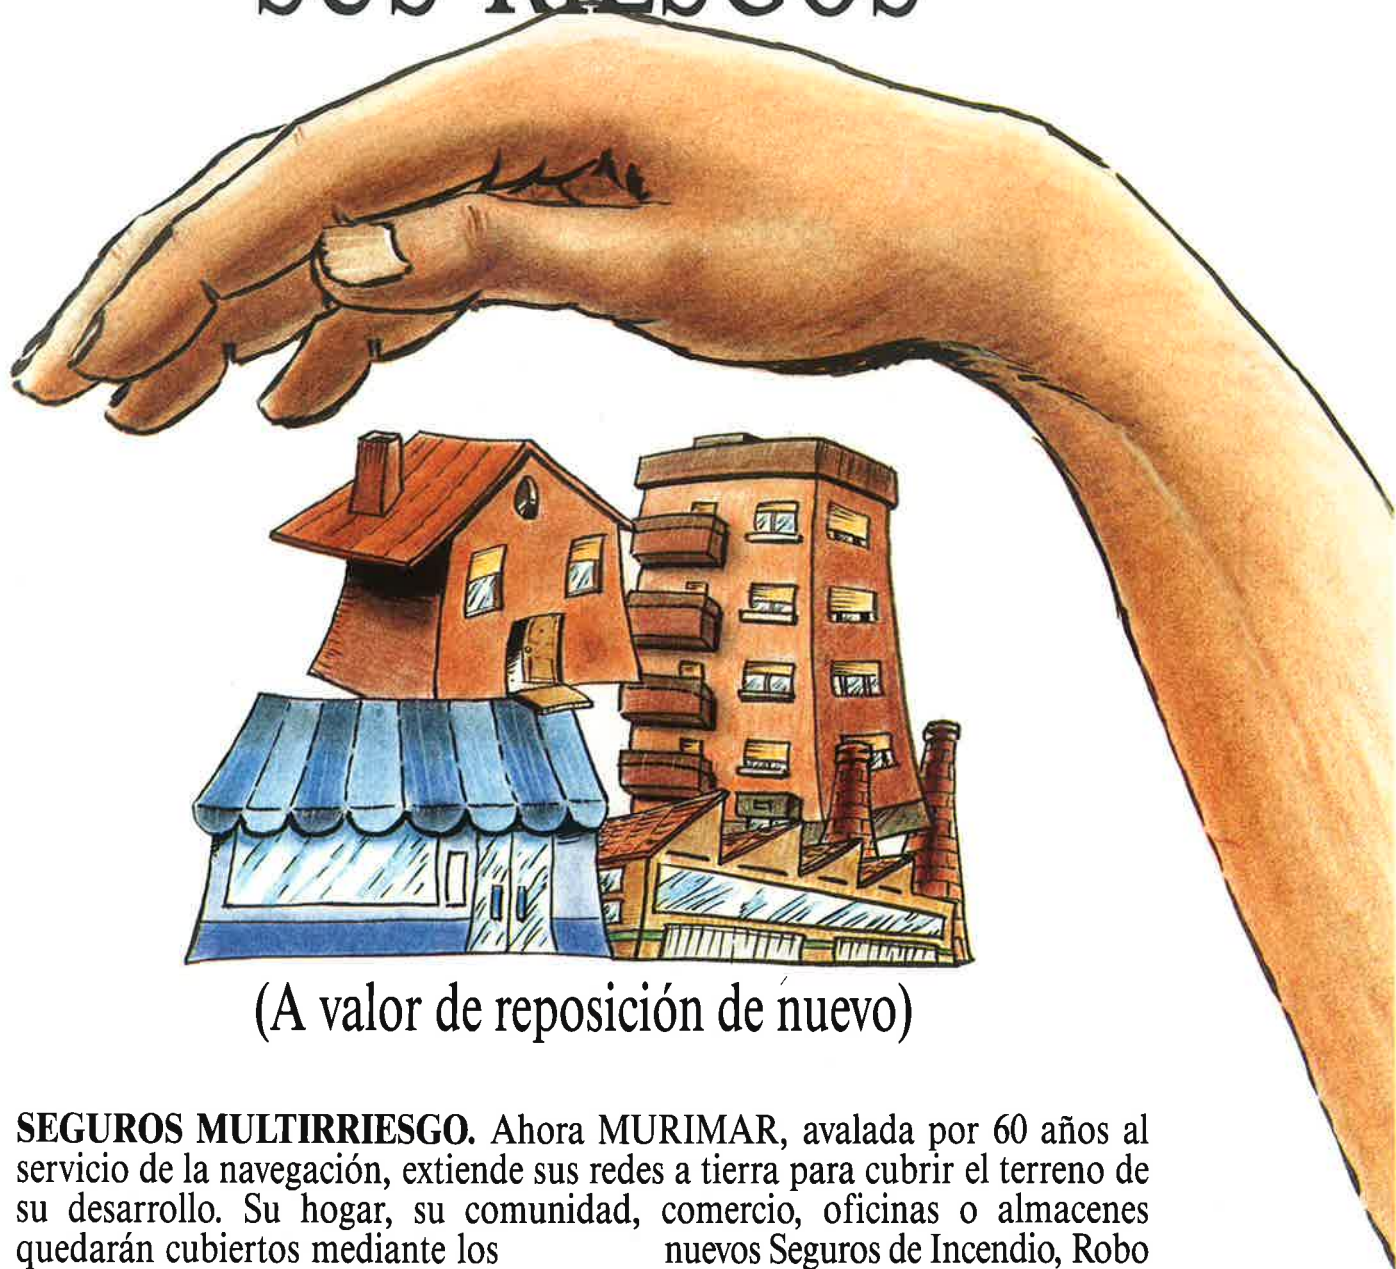 SUS RIESGOS
(A valor de reposición de nuevo)
SEGUROS MULTIRRIESGO. Ahora MURIMAR, avalada por 60 años al
servicio de la navegación, extiende sus redes a tierra para cubrir el terreno de
su desarrollo. Su hogar, su comunidad, comercio, oficinas o almacenes
quedarán cubiertos mediante los nuevos Seguros de Incendio, Robo